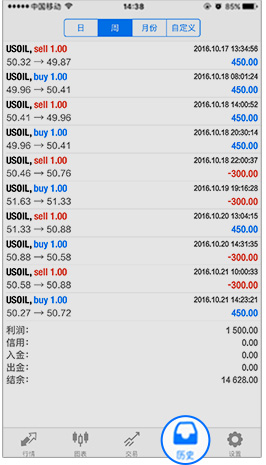 中国移动 14:38 85%
日 周 月份 自定义
USOIL, sell 1.00 2016.10.17 13:34:56
50.32 → 49.87 450.00
USOIL, buy 1.00 2016.10.18 08:01:24
49.96 → 50.41 450.00
USOIL, sell 1.00 2016.10.18 14:00:52
50.41 → 49.96 450.00
USOIL, buy 1.00 2016.10.18 20:30:14
49.96 → 50.41 450.00
USOIL, sell 1.00 2016.10.18 22:00:37
50.46 → 50.76 -300.00
USOIL, buy 1.00 2016.10.19 19:16:28
51.63 → 51.33 -300.00
USOIL, sell 1.00 2016.10.20 13:04:15
51.33 → 50.88 450.00
USOIL, buy 1.00 2016.10.20 14:31:35
50.88 → 50.58 -300.00
USOIL, sell 1.00 2016.10.21 10:00:33
50.58 → 50.88 -300.00
USOIL, buy 1.00 2016.10.21 14:23:21
50.27 → 50.72 450.00
利润: 1 500.00
信用: 0.00
入金: 0.00
出金: 0.00
结余: 14 628.00
行情 图表 交易 历史 设置